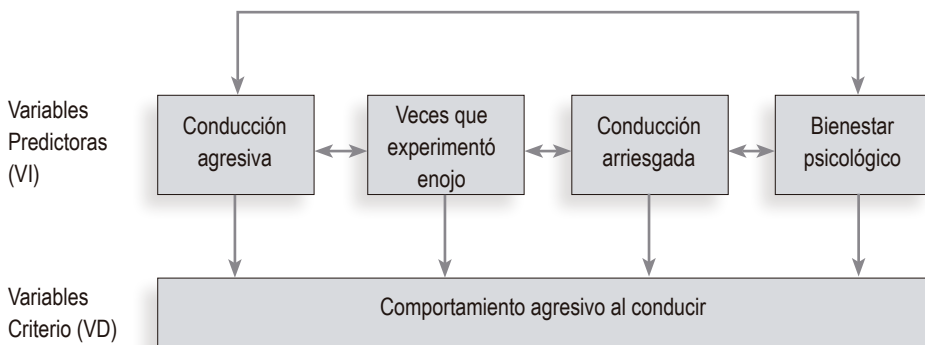 Variables
Predictoras
(VI)
Conducción
agresiva
Veces que
experimentó
enojo
Conducción
arriesgada
Bienestar
psicológico
Variables
Criterio (VD)
Comportamiento agresivo al conducir